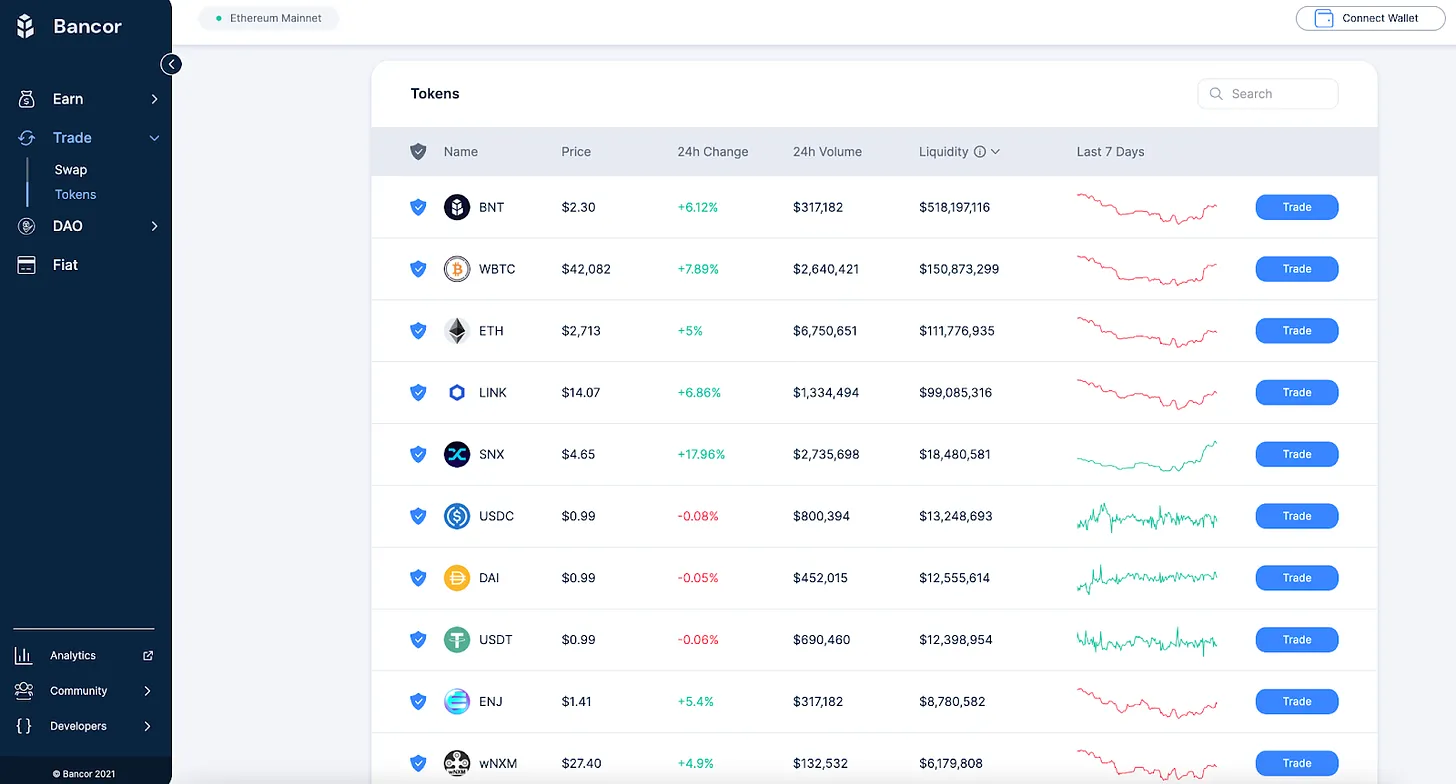 Bancor
Earn
Trade
Swap
Tokens
DAO
Fiat
Analytics
Community
Developers
© Bancor 2021
Ethereum Mainnet
Connect Wallet
Tokens
Search
Name Price 24h Change 24h Volume Liquidity Last 7 Days
BNT $2.30 +6.12% $317,182 $518,197,116 Trade
WBTC $42,082 +7.89% $2,640,421 $150,873,299 Trade
ETH $2,713 +5% $6,750,651 $111,776,935 Trade
LINK $14.07 +6.86% $1,334,494 $99,085,316 Trade
SNX $4.65 +17.96% $2,735,698 $18,480,581 Trade
USDC $0.99 -0.08% $800,394 $13,248,693 Trade
DAI $0.99 -0.05% $452,015 $12,555,614 Trade
USDT $0.99 -0.06% $690,460 $12,398,954 Trade
ENJ $1.41 +5.4% $317,182 $8,780,582 Trade
wNXM wNXM $27.40 +4.9% $132,532 $6,179,808 Trade